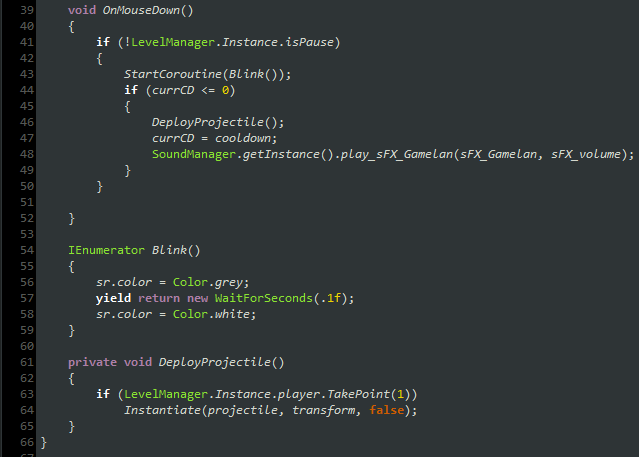 39 void OnMouseDown()
40 {
41 if (!LevelManager.Instance.isPause)
42 {
43 StartCoroutine(Blink());
44 if (currCD <= 0)
45 {
46 DeployProjectile();
47 currCD = cooldown;
48 SoundManager.getInstance().play_sFX_Gamelan(sFX_Gamelan, sFX_volume);
49 }
50 }
51
52 }
53
54 IEnumerator Blink()
55 {
56 sr.color = Color.grey;
57 yield return new WaitForSeconds(.1f);
58 sr.color = Color.white;
59 }
60
61 private void DeployProjectile()
62 {
63 if (LevelManager.Instance.player.TakePoint(1))
64 Instantiate(projectile, transform, false);
65 }
66 }